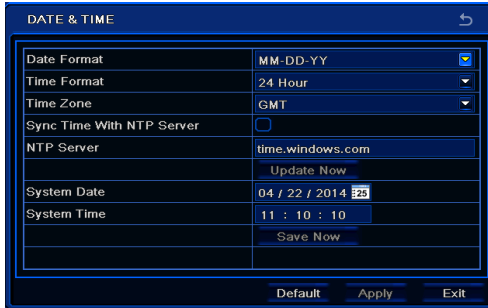 DATE & TIME
Date Format MM-DD-YY
Time Format 24 Hour
Time Zone GMT
Sync Time With NTP Server
NTP Server time.windows.com
Update Now
System Date 04 / 22 / 2014 25
System Time 11 : 10 : 10
Save Now
Default Apply Exit